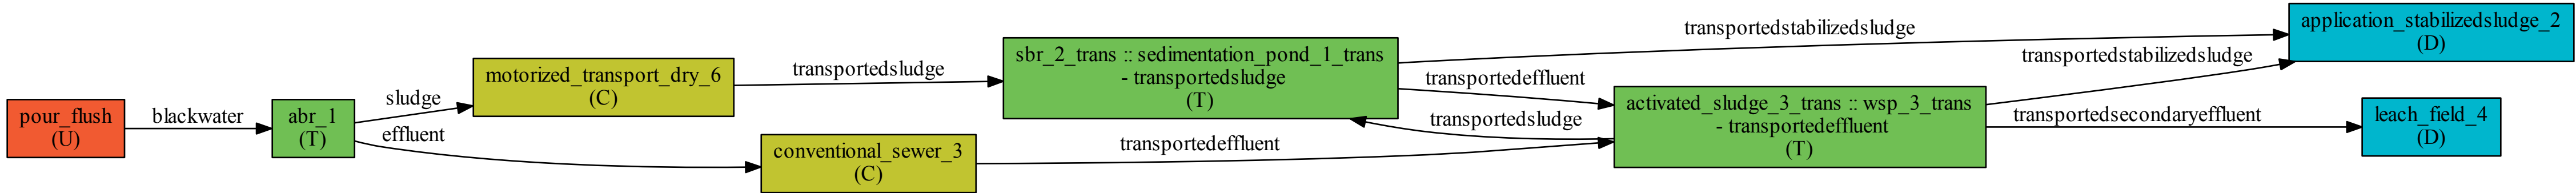 pour_flush
(U)
blackwater
abr_1
(T)
sludge
effluent
motorized_transport_dry_6
(C)
conventional_sewer_3
(C)
transportedsludge
transportedeffluent
sbr_2_trans :: sedimentation_pond_1_trans
- transportedsludge
(T)
transportedstabilizedsludge
transportedeffluent
transportedsludge
activated_sludge_3_trans :: wsp_3_trans
- transportedeffluent
(T)
transportedstabilizedsludge
transportedsecondaryeffluent
application_stabilizedsludge_2
(D)
leach_field_4
(D)